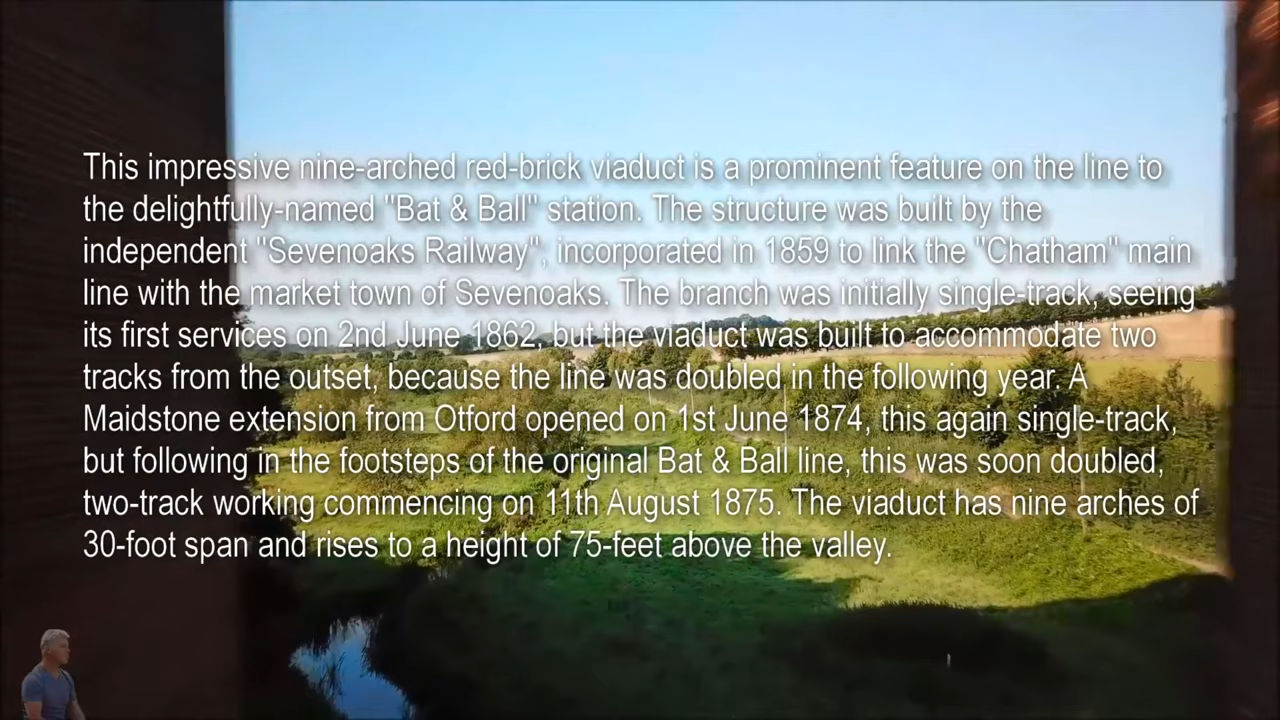 This impressive nine-arched red-brick viaduct is a prominent feature on the line to
the delightfully-named "Bat & Ball" station. The structure was built by the
independent "Sevenoaks Railway", incorporated in 1859 to link the "Chatham" main
line with the market town of Sevenoaks. The branch was initially single-track, seeing
its first services on 2nd June 1862, but the viaduct was built to accommodate two
tracks from the outset, because the line was doubled in the following year. A
Maidstone extension from Otford opened on 1st June 1874, this again single-track,
but following in the footsteps of the original Bat & Ball line, this was soon doubled,
two-track working commencing on 11th August 1875. The viaduct has nine arches of
30-foot span and rises to a height of 75-feet above the valley.